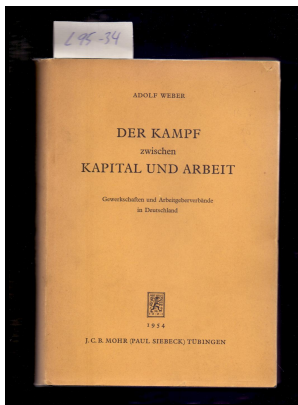 L95-34
ADOLF WEBER
DER KAMPF
zwischen
KAPITAL UND ARBEIT
Gewerkschaften und Arbeitgeberverbände
in Deutschland
1954
J. C. B. MOHR (PAUL SIEBECK) TÜBINGEN